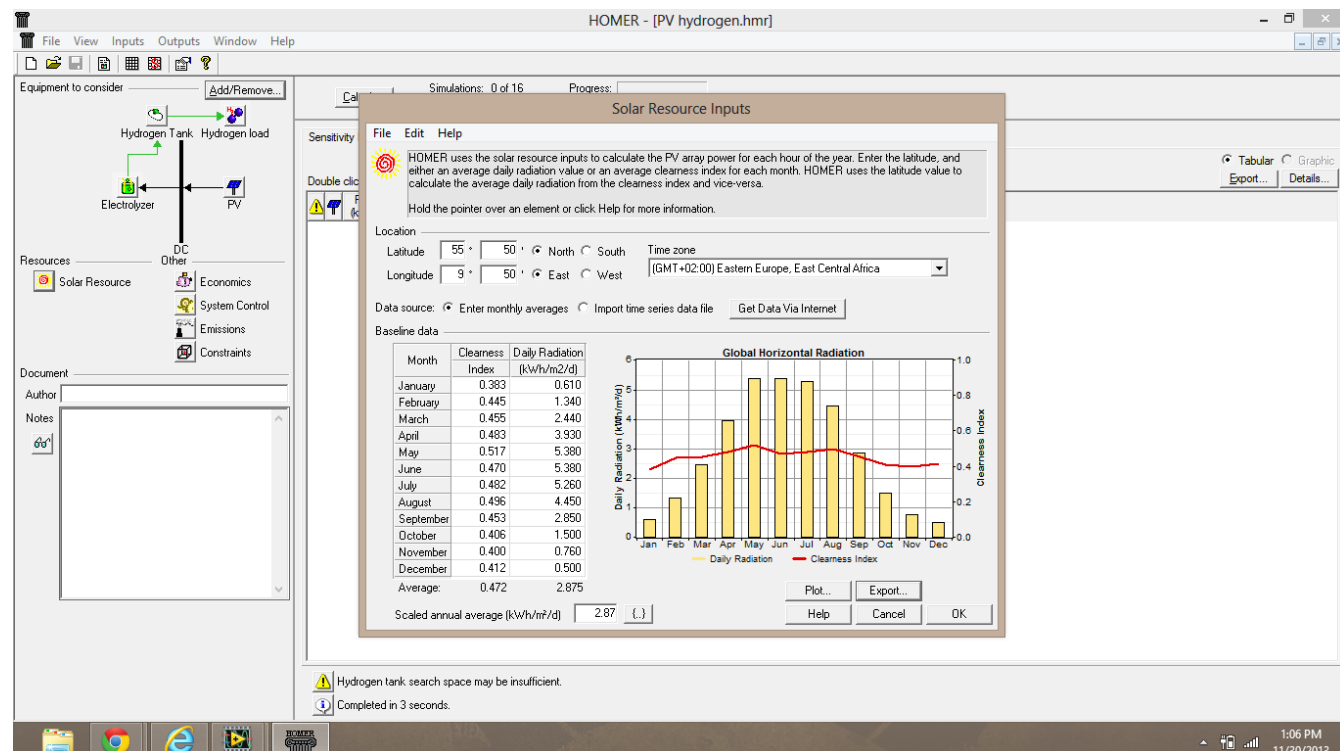 HOMER - [PV hydrogen.hmr]
File View Inputs Outputs Window Help
Equipment to consider
Add/Remove...
Hydrogen Tank Hydrogen load
Electrolyzer PV
DC
Resources Other
Solar Resource Economics
System Control
Emissions
Constraints
Document
Author
Notes
Simulations: 0 of 16 Progress:
Sensitivity
Double clic
Tabular Graphic
Export... Details...
Solar Resource Inputs
File Edit Help
HOMER uses the solar resource inputs to calculate the PV array power for each hour of the year. Enter the latitude, and
either an average daily radiation value or an average clearness index for each month. HOMER uses the latitude value to
calculate the average daily radiation from the clearness index and vice-versa.
Hold the pointer over an element or click Help for more information.
Location
Latitude 55 ° 50 ' North South Time zone
Longitude 9 ° 50 ' East West (GMT+02:00) Eastern Europe, East Central Africa
Data source: Enter monthly averages Import time series data file Get Data Via Internet
Baseline data
Month Clearness Index Daily Radiation (kWh/m2/d)
January 0.383 0.610
February 0.445 1.340
March 0.455 2.440
April 0.483 3.930
May 0.517 5.380
June 0.470 5.380
July 0.482 5.260
August 0.496 4.450
September 0.453 2.850
October 0.406 1.500
November 0.400 0.760
December 0.412 0.500
Average: 0.472 2.875
Scaled annual average (kWh/m²/d) 2.87 {..}
Global Horizontal Radiation
Daily Radiation (kWh/m²/d)
6
5
4
3
2
1
0
Jan Feb Mar Apr May Jun Jul Aug Sep Oct Nov Dec
1.0
0.8
0.6
0.4
0.2
0.0
Clearness Index
Daily Radiation Clearness Index
Plot... Export...
Help Cancel OK
Hydrogen tank search space may be insufficient.
Completed in 3 seconds.
HOMER
1:06 PM